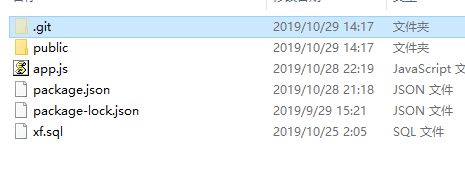 .git 2019/10/29 14:17 文件夹
public 2019/10/29 14:17 文件夹
app.js 2019/10/28 22:19 JavaScript 文
package.json 2019/10/28 21:18 JSON 文件
package-lock.json 2019/9/29 15:21 JSON 文件
xf.sql 2019/10/25 2:05 SQL 文件